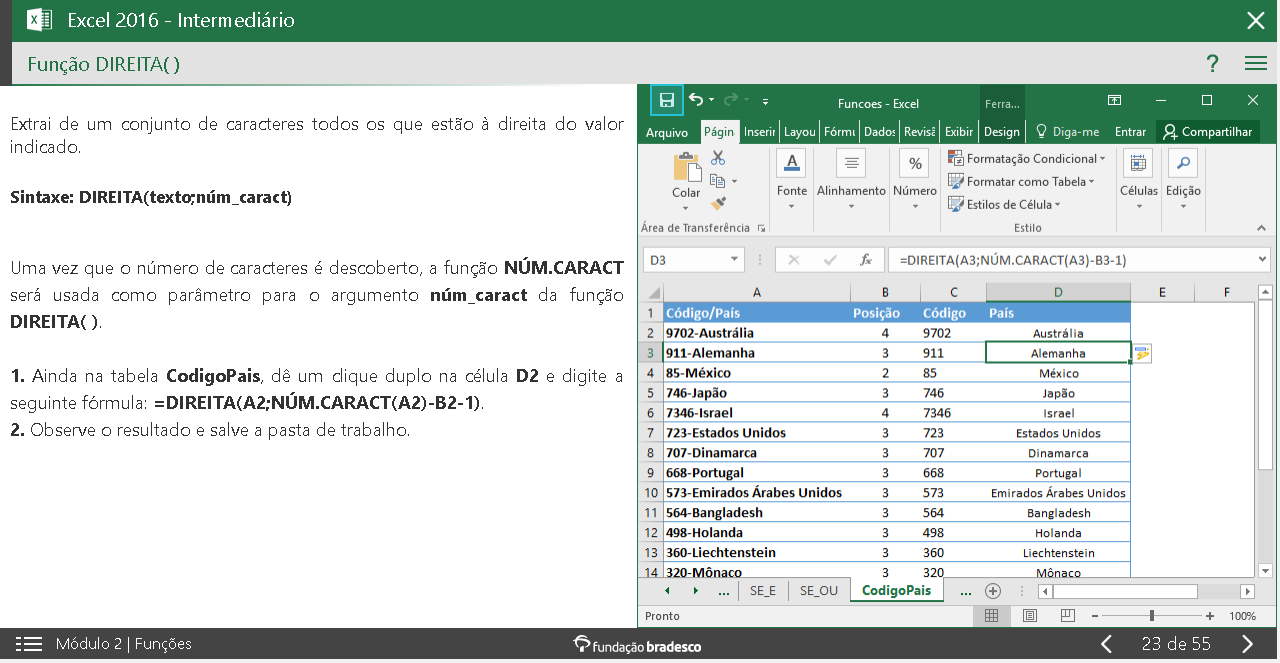 Excel 2016 - Intermediário
Função DIREITA( )
?
Extrai de um conjunto de caracteres todos os que estão à direita do valor
indicado.
Sintaxe: DIREITA(texto;núm_caract)
Uma vez que o número de caracteres é descoberto, a função NÚM.CARACT
será usada como parâmetro para o argumento núm_caract da função
DIREITA( ).
1. Ainda na tabela CodigoPais, dê um clique duplo na célula D2 e digite a
seguinte fórmula: =DIREITA(A2;NÚM.CARACT(A2)-B2-1).
2. Observe o resultado e salve a pasta de trabalho.
Funcoes - Excel Ferra...
Arquivo Págin Inserir Layou Fórmu Dados Revisã Exibir Design Diga-me Entrar Compartilhar
Colar Fonte Alinhamento Número Formatação Condicional Células Edição
Formatar como Tabela
Estilos de Célula
Área de Transferência Estilo
D3 fx =DIREITA(A3;NÚM.CARACT(A3)-B3-1)
A B C D E F
1 Código/País Posição Código País
2 9702-Austrália 4 9702 Austrália
3 911-Alemanha 3 911 Alemanha
4 85-México 2 85 México
5 746-Japão 3 746 Japão
6 7346-Israel 4 7346 Israel
7 723-Estados Unidos 3 723 Estados Unidos
8 707-Dinamarca 3 707 Dinamarca
9 668-Portugal 3 668 Portugal
10 573-Emirados Árabes Unidos 3 573 Emirados Árabes Unidos
11 564-Bangladesh 3 564 Bangladesh
12 498-Holanda 3 498 Holanda
13 360-Liechtenstein 3 360 Liechtenstein
14 320-Mônaco 3 320 Mônaco
... SE_E SE_OU CodigoPais ...
Pronto 100%
Módulo 2 | Funções fundação bradesco 23 de 55